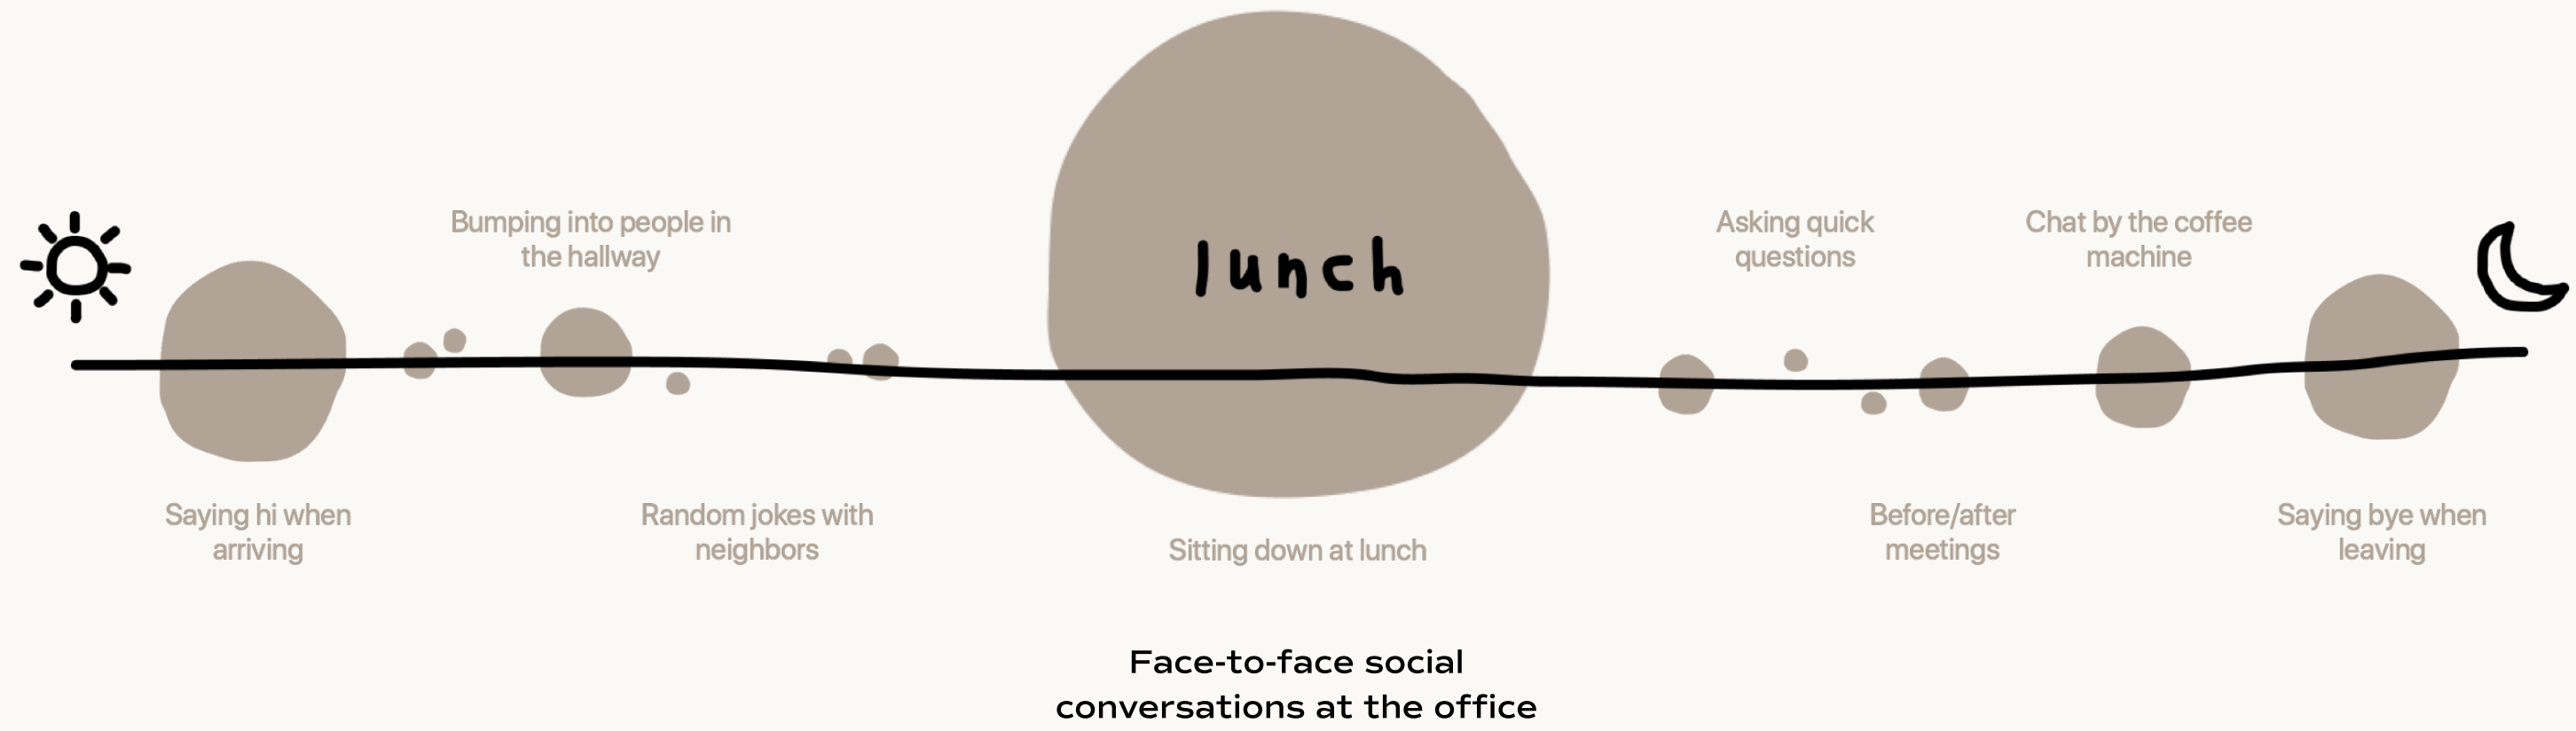 Bumping into people in
the hallway
lunch
Asking quick
questions
Chat by the coffee
machine
Saying hi when
arriving
Random jokes with
neighbors
Sitting down at lunch
Before/after
meetings
Saying bye when
leaving
Face-to-face social
conversations at the office